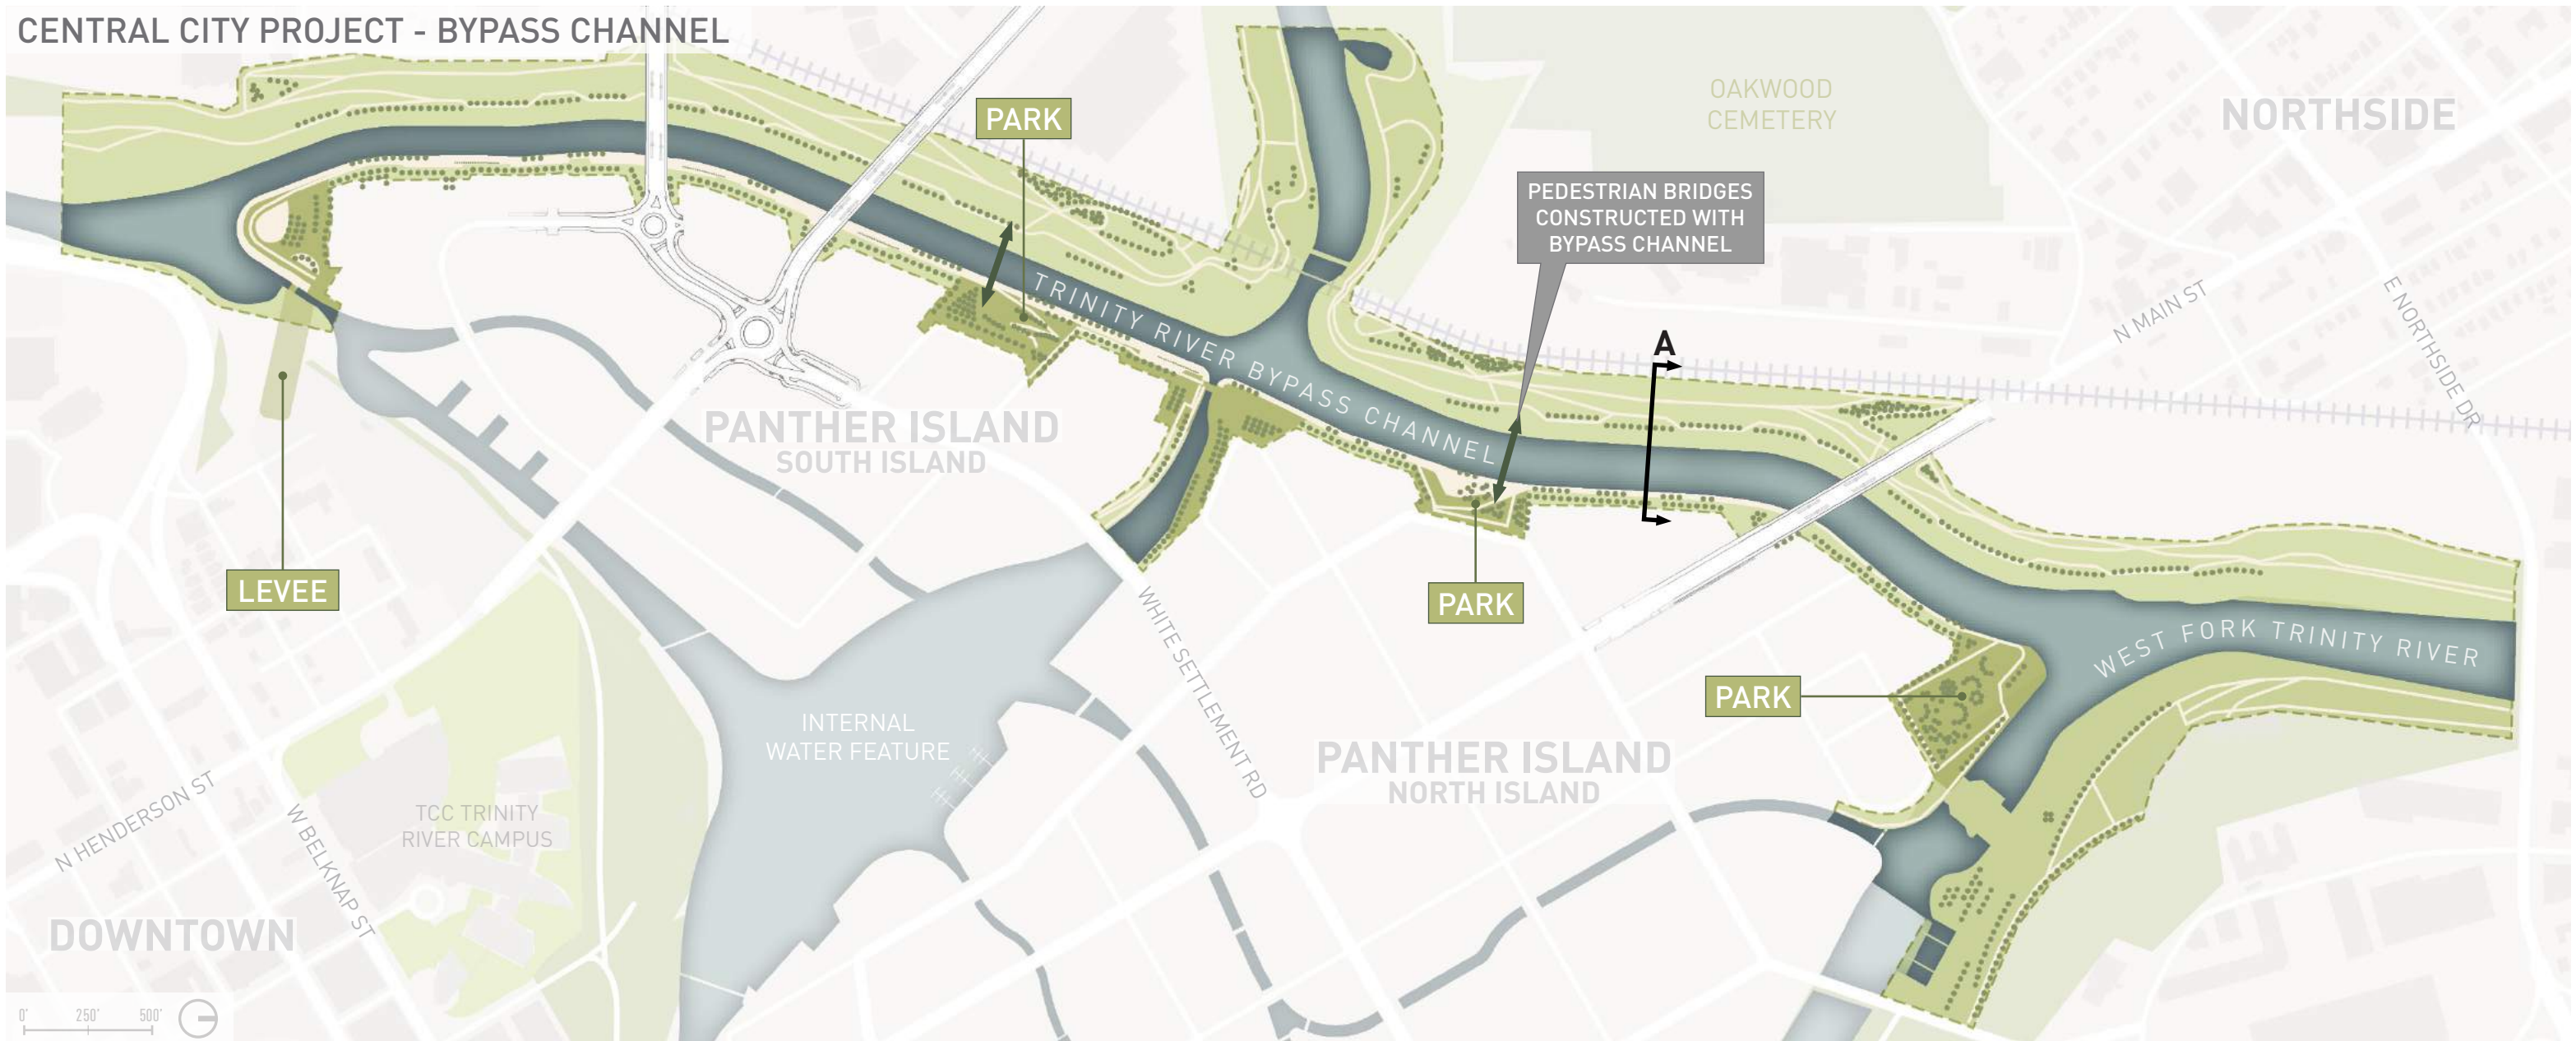 CENTRAL CITY PROJECT - BYPASS CHANNEL
OAKWOOD
CEMETERY
NORTHSIDE
PARK
PEDESTRIAN BRIDGES
CONSTRUCTED WITH
BYPASS CHANNEL
N MAIN ST
E NORTHSIDE DR
A
TRINITY RIVER BYPASS CHANNEL
PANTHER ISLAND
SOUTH ISLAND
LEVEE
PARK
WHITE SETTLEMENT RD
WEST FORK TRINITY RIVER
PARK
INTERNAL
WATER FEATURE
PANTHER ISLAND
NORTH ISLAND
N HENDERSON ST
W BELKNAP ST
TCC TRINITY
RIVER CAMPUS
DOWNTOWN
0' 250' 500'